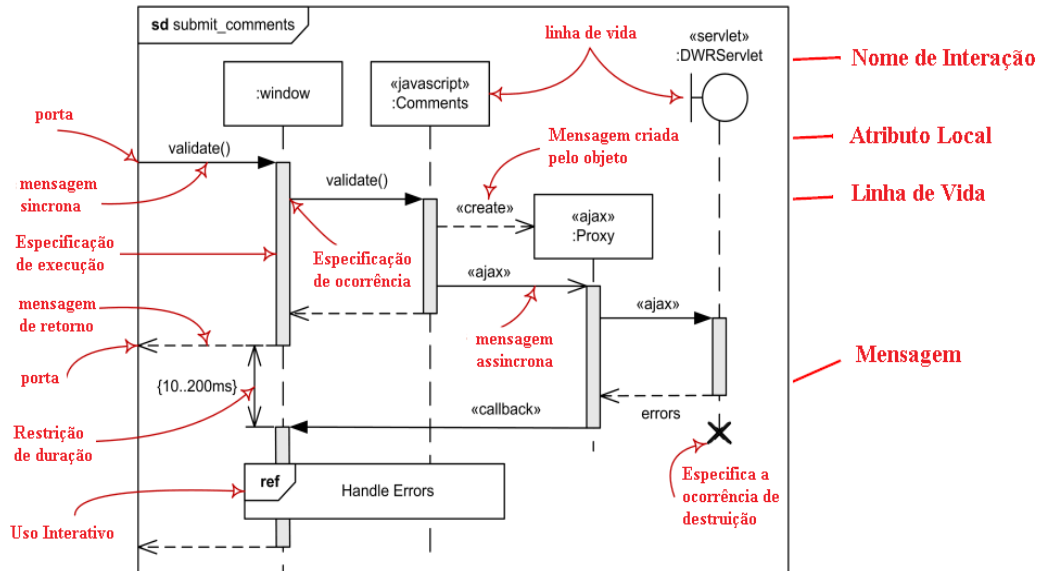 sd submit_comments
linha de vida
«servlet»
:DWRServlet
Nome de Interação
:window
«javascript»
:Comments
porta
Mensagem criada
pelo objeto
Atributo Local
validate()
mensagem
sincrona
validate()
«create»
«ajax»
:Proxy
Linha de Vida
Especificação
de execução
Especificação
de ocorrência
«ajax»
«ajax»
mensagem
de retorno
mensagem
assincrona
Mensagem
porta
{10..200ms}
«callback»
errors
Restrição
de duração
ref
Handle Errors
Especifica a
ocorrência de
destruição
Uso Interativo